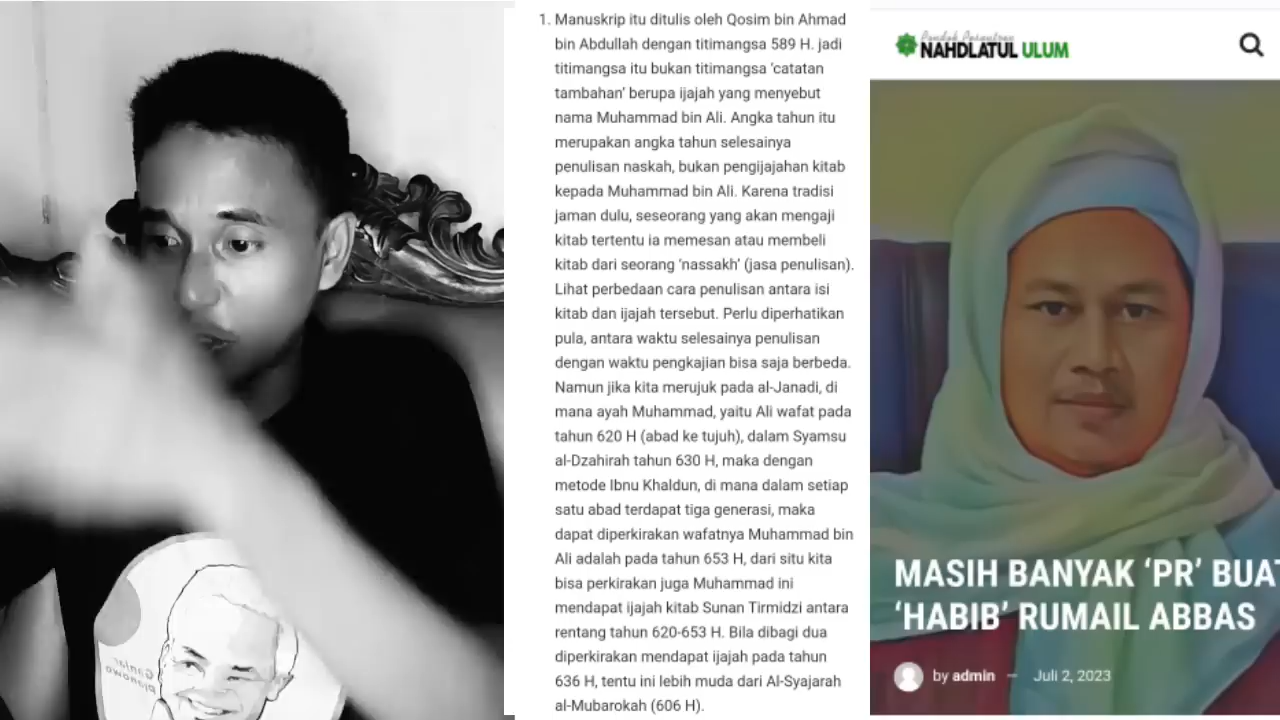 1. Manuskrip itu ditulis oleh Qosim bin Ahmad
bin Abdullah dengan titimangsa 589 H. jadi
titimangsa itu bukan titimangsa ‘catatan
tambahan’ berupa ijajah yang menyebut
nama Muhammad bin Ali. Angka tahun itu
merupakan angka tahun selesainya
penulisan naskah, bukan pengijajahan kitab
kepada Muhammad bin Ali. Karena tradisi
jaman dulu, seseorang yang akan mengaji
kitab tertentu ia memesan atau membeli
kitab dari seorang ‘nassakh’ (jasa penulisan).
Lihat perbedaan cara penulisan antara isi
kitab dan ijajah tersebut. Perlu diperhatikan
pula, antara waktu selesainya penulisan
dengan waktu pengkajian bisa saja berbeda.
Namun jika kita merujuk pada al-Janadi, di
mana ayah Muhammad, yaitu Ali wafat pada
tahun 620 H (abad ke tujuh), dalam Syamsu
al-Dzahirah tahun 630 H, maka dengan
metode Ibnu Khaldun, di mana dalam setiap
satu abad terdapat tiga generasi, maka
dapat diperkirakan wafatnya Muhammad bin
Ali adalah pada tahun 653 H, dari situ kita
bisa perkirakan juga Muhammad ini
mendapat ijajah kitab Sunan Tirmidzi antara
rentang tahun 620-653 H. Bila dibagi dua
diperkirakan mendapat ijajah pada tahun
636 H, tentu ini lebih muda dari Al-Syajarah
al-Mubarokah (606 H).
Pondok Pesantren
NAHDLATUL ULUM
MASIH BANYAK ‘PR’ BUAT
‘HABIB’ RUMAIL ABBAS
by admin — Juli 2, 2023
Ganjar
pranowo